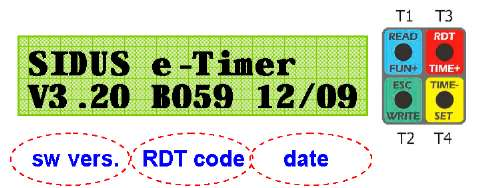 T1 T3
READ RDT
FUN+ TIME+
SIDUS e-Timer
V3.20 B059 12/09
ESC TIME-
WRITE SET
T2 T4
sw vers. RDT code date